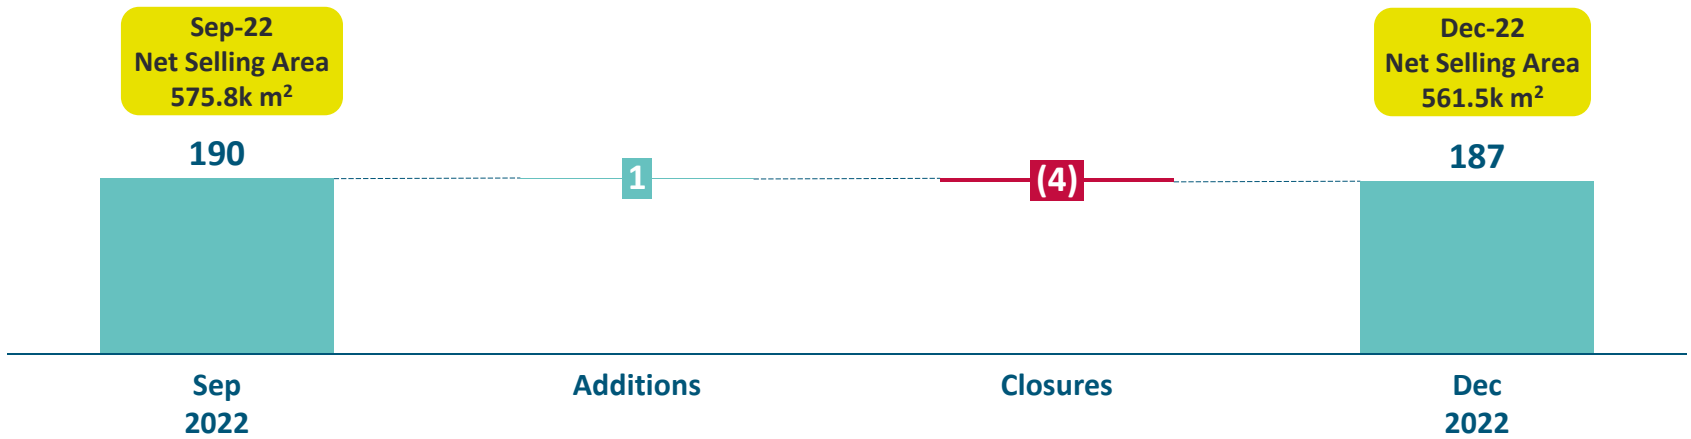 Sep-22
Net Selling Area
575.8k m²
Dec-22
Net Selling Area
561.5k m²
190
1
(4)
187
Sep
2022
Additions
Closures
Dec
2022